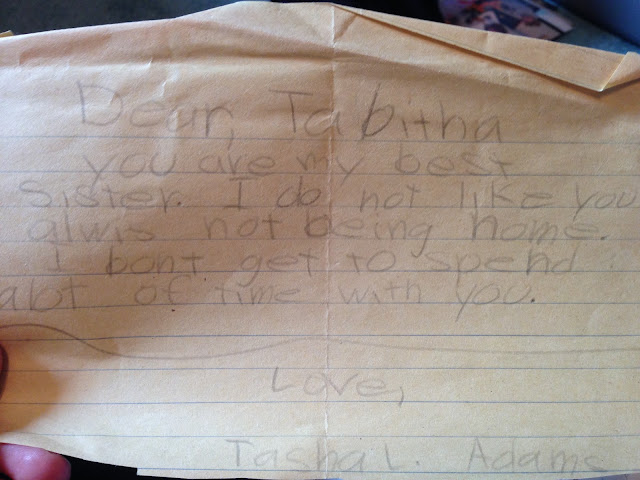 Dear, Tabitha
you are my best
Sister. I do not like you
alwis not being home.
I bont get to spend
alot of time with you.
Love,
Tasha L. Adams